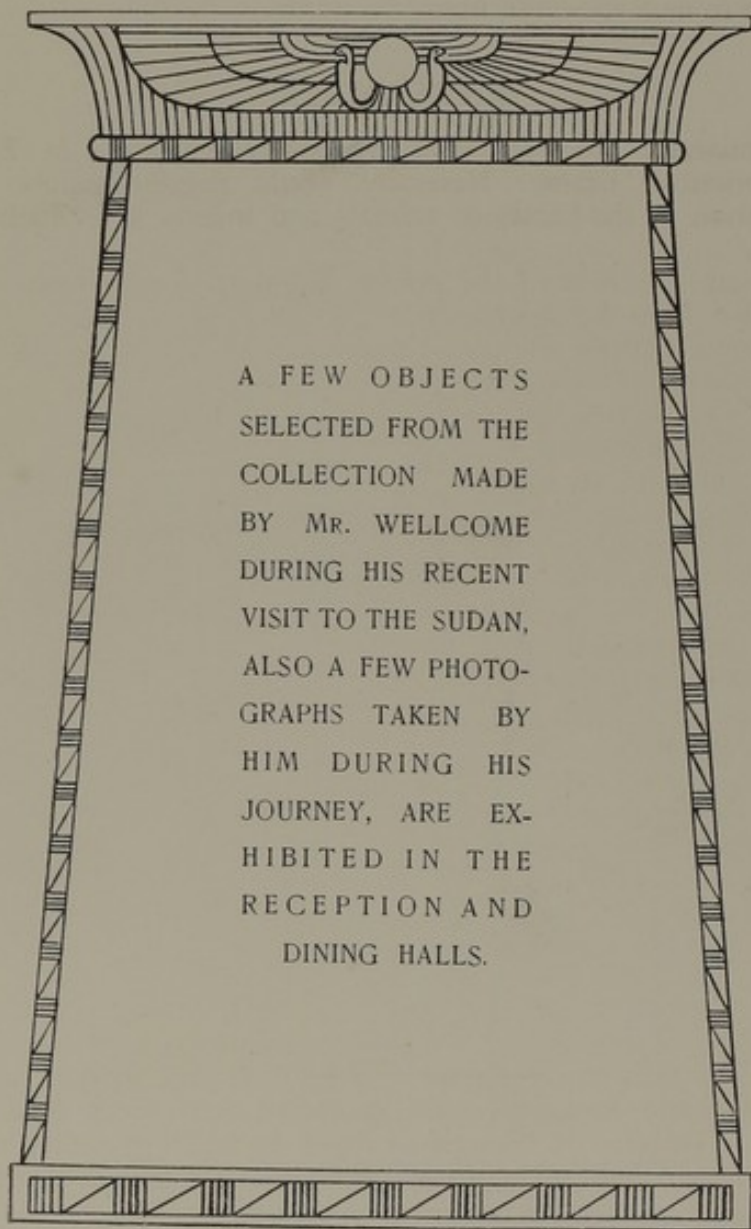 A FEW OBJECTS
SELECTED FROM THE
COLLECTION MADE
BY MR. WELLCOME
DURING HIS RECENT
VISIT TO THE SUDAN,
ALSO A FEW PHOTO-
GRAPHS TAKEN BY
HIM DURING HIS
JOURNEY, ARE EX-
HIBITED IN THE
RECEPTION AND
DINING HALLS.